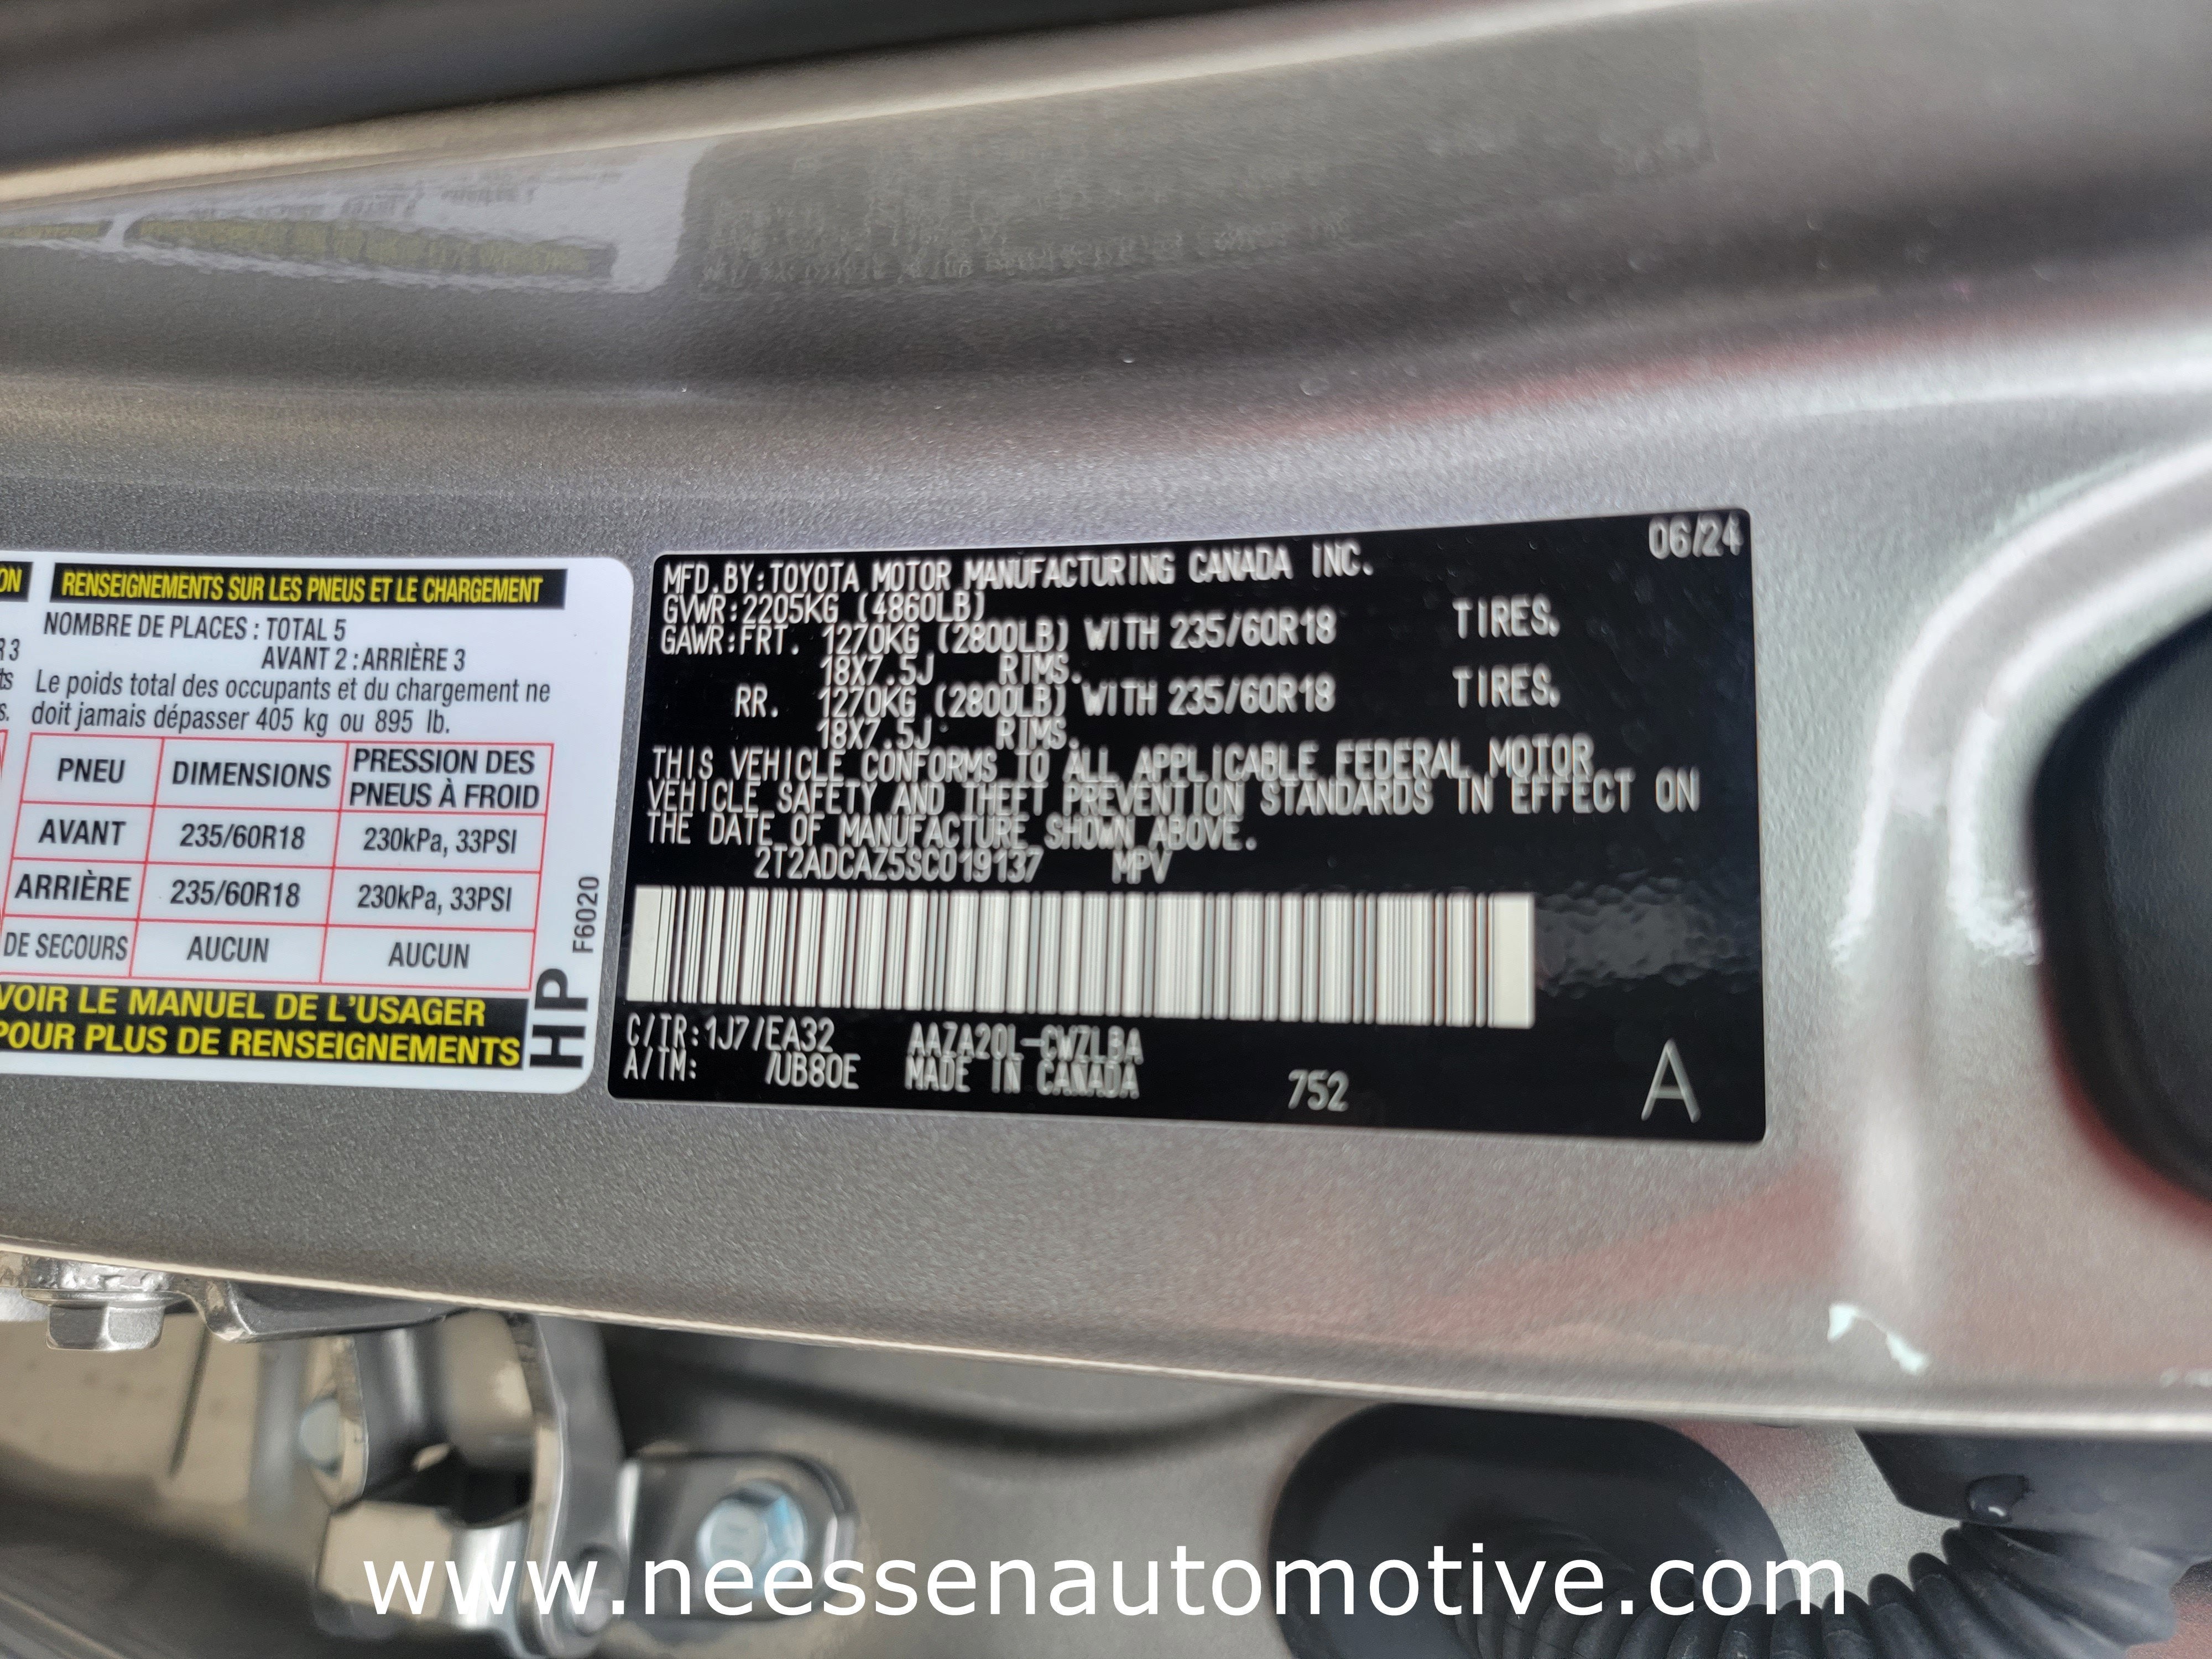 ON
RENSEIGNEMENTS SUR LES PNEUS ET LE CHARGEMENT
NOMBRE DE PLACES : TOTAL 5
AVANT 2 : ARRIÈRE 3
Le poids total des occupants et du chargement ne
doit jamais dépasser 405 kg ou 895 lb.
PNEU DIMENSIONS PRESSION DES PNEUS À FROID
AVANT 235/60R18 230kPa, 33PSI
ARRIÈRE 235/60R18 230kPa, 33PSI
DE SECOURS AUCUN AUCUN
VOIR LE MANUEL DE L'USAGER
POUR PLUS DE RENSEIGNEMENTS
HP F6020
06/24
MFD.BY:TOYOTA MOTOR MANUFACTURING CANADA INC.
GVWR:2205KG (4860LB)
GAWR:FRT. 1270KG (2800LB) WITH 235/60R18 TIRES.
18X7.5J RIMS.
RR. 1270KG (2800LB) WITH 235/60R18 TIRES.
18X7.5J RIMS.
THIS VEHICLE CONFORMS TO ALL APPLICABLE FEDERAL MOTOR
VEHICLE SAFETY AND THEFT PREVENTION STANDARDS IN EFFECT ON
THE DATE OF MANUFACTURE SHOWN ABOVE.
2T2ADCAZ5SC019137 MPV
C/TR:1J7/EA32 AAZA20L-CWZLBA
A/TM: /UB80E MADE IN CANADA 752 A
www.neessenautomotive.com